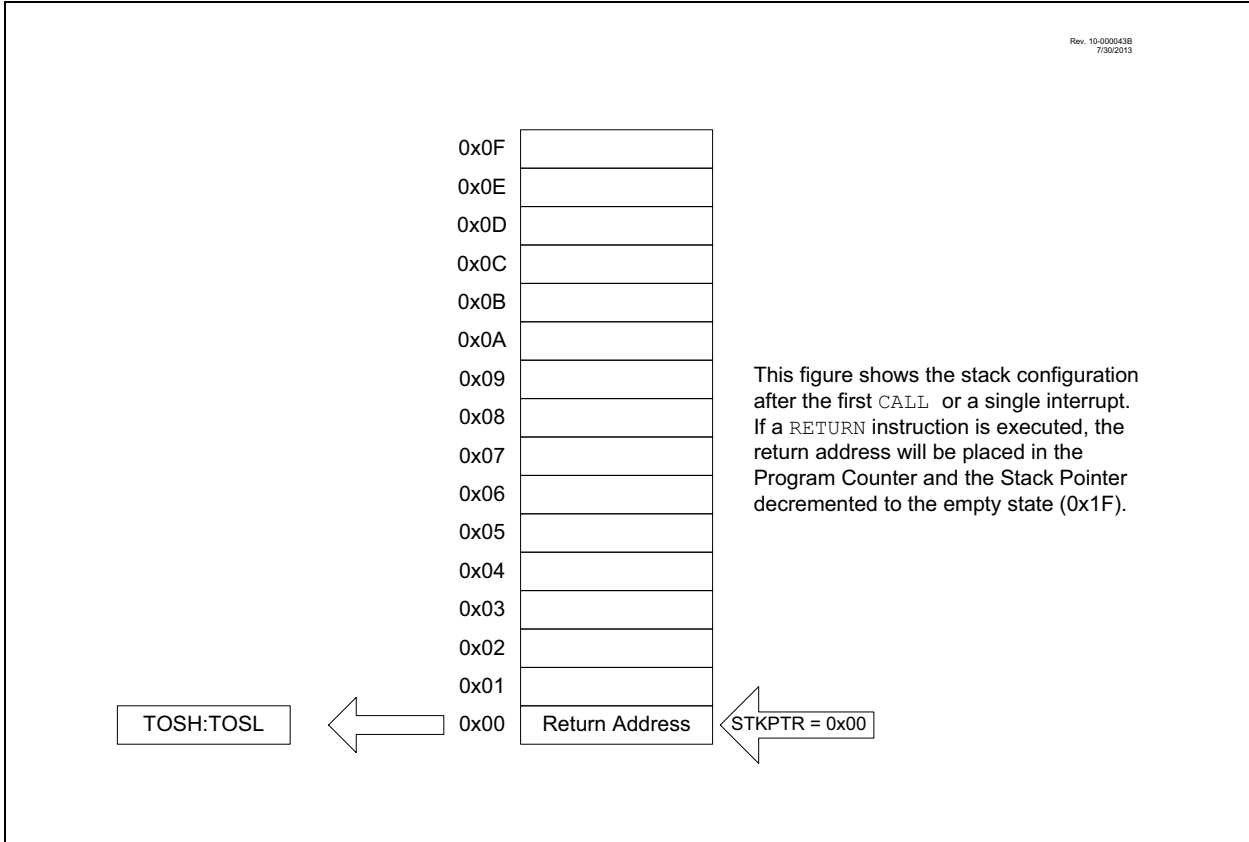 Rev. 10-000043B
7/30/2013
0x0F
0x0E
0x0D
0x0C
0x0B
0x0A
0x09
0x08
0x07
0x06
0x05
0x04
0x03
0x02
0x01
0x00
This figure shows the stack configuration
after the first CALL or a single interrupt.
If a RETURN instruction is executed, the
return address will be placed in the
Program Counter and the Stack Pointer
decremented to the empty state (0x1F).
TOSH:TOSL
Return Address
STKPTR = 0x00